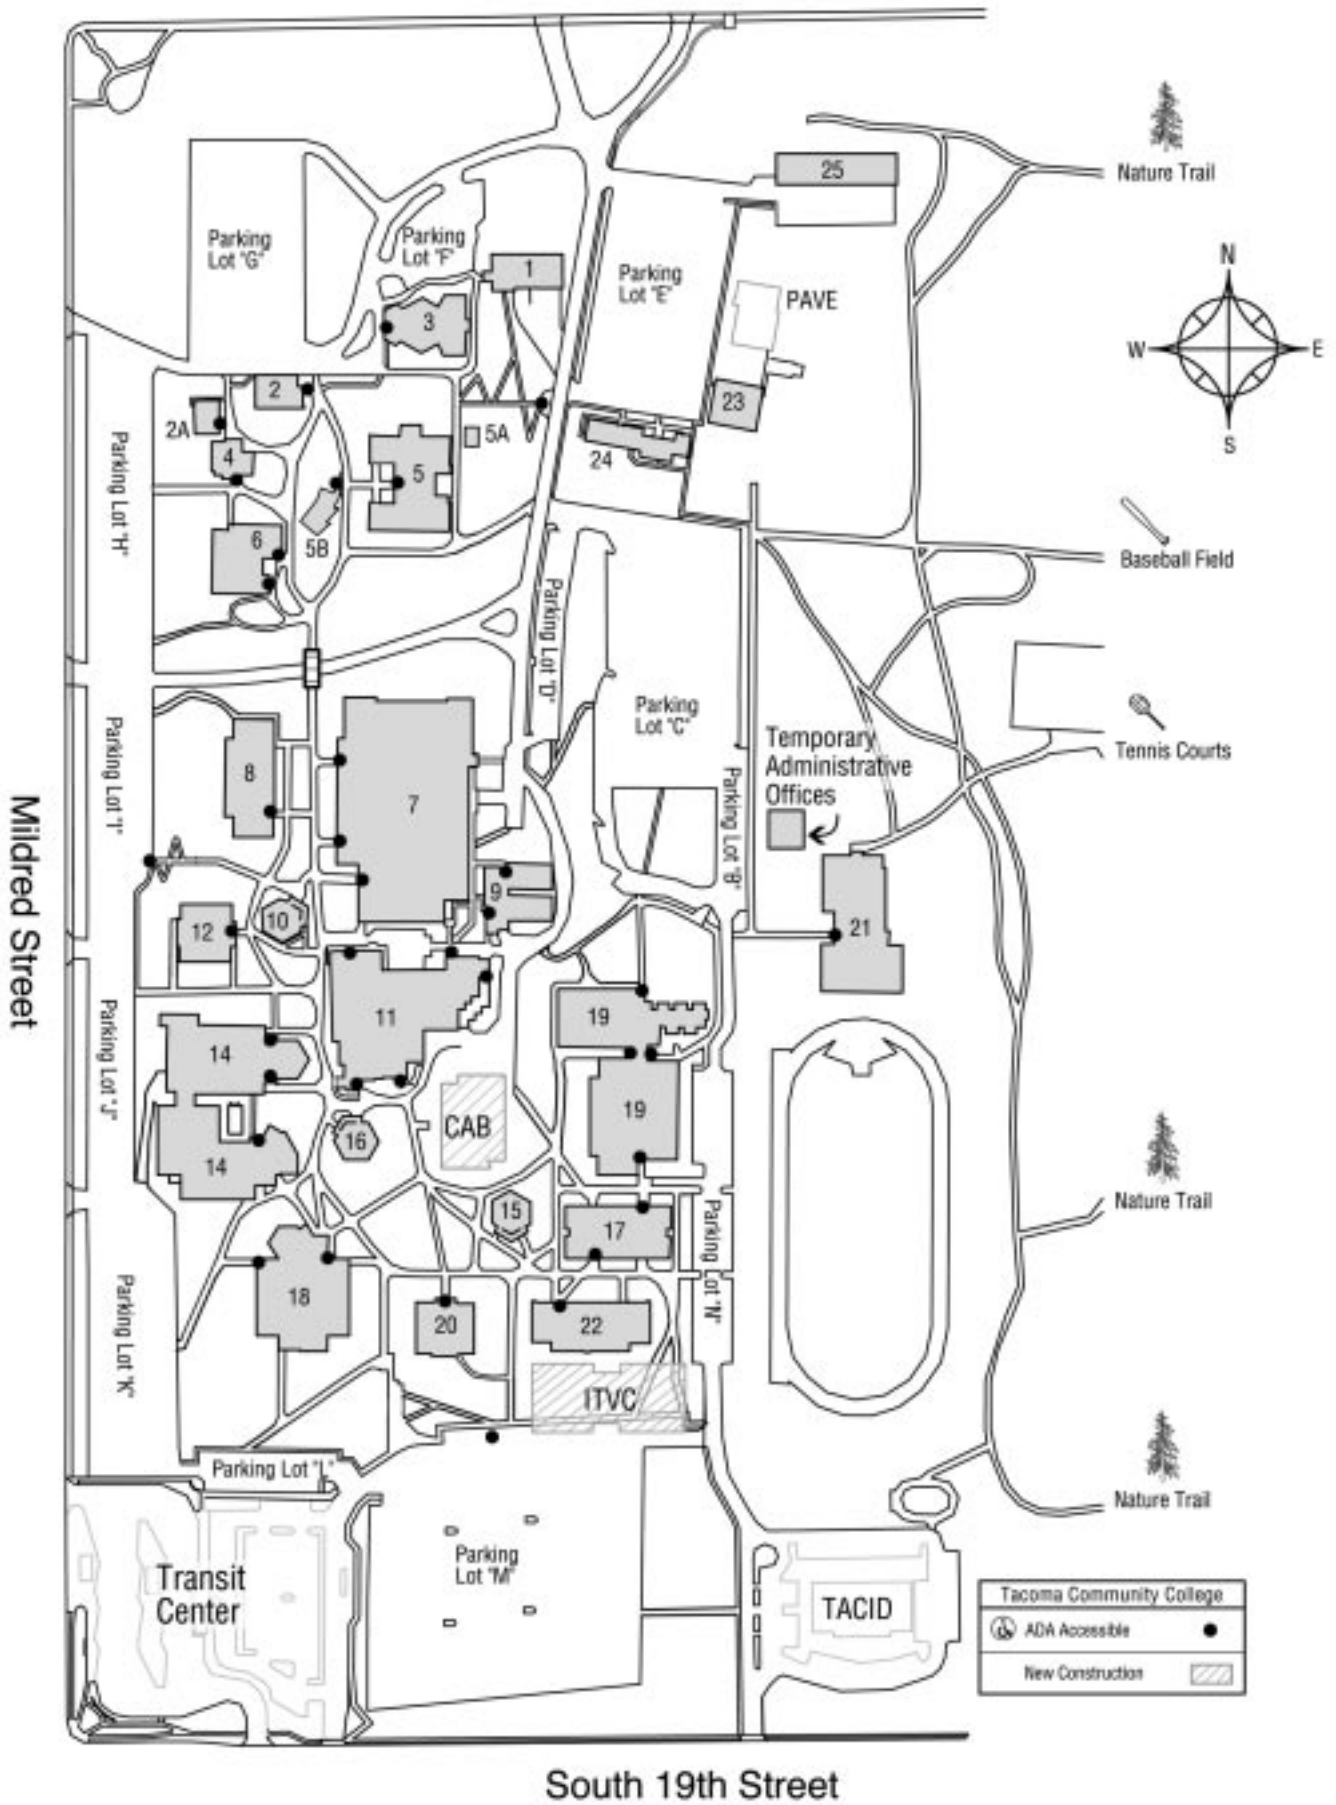 Nature Trail
25
Parking
Lot "G"
Parking
Lot "F"
1
Parking
Lot "E"
PAVE
N
W
E
S
3
2
2A
23
5A
24
4
5
Parking Lot "H"
6
5B
Baseball Field
Parking Lot "D"
Parking
Lot "C"
Tennis Courts
Temporary
Administrative
Offices
Parking Lot "I"
8
7
Parking Lot "B"
Mildred Street
9
10
12
21
11
19
14
Parking Lot "J"
19
CAB
16
14
Nature Trail
15
17
Parking Lot "N"
18
20
22
Parking Lot "K"
ITVC
Parking Lot "L"
Nature Trail
Transit
Center
Parking
Lot "M"
TACID
Tacoma Community College
ADA Accessible
New Construction
South 19th Street